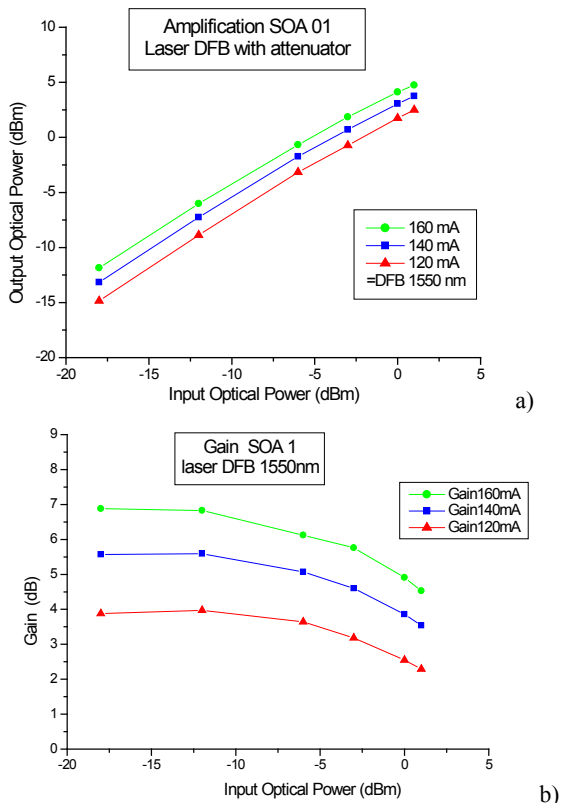 Amplification SOA 01
Laser DFB with attenuator
10
5
0
-5
-10
-15
-20
Output Optical Power (dBm)
160 mA
140 mA
120 mA
=DFB 1550 nm
-20 -15 -10 -5 0 5
Input Optical Power (dBm)
a)
Gain SOA 1
laser DFB 1550nm
9
8
7
6
5
4
3
2
1
0
Gain (dB)
Gain160mA
Gain140mA
Gain120mA
-20 -15 -10 -5 0 5
Input Optical Power (dBm)
b)